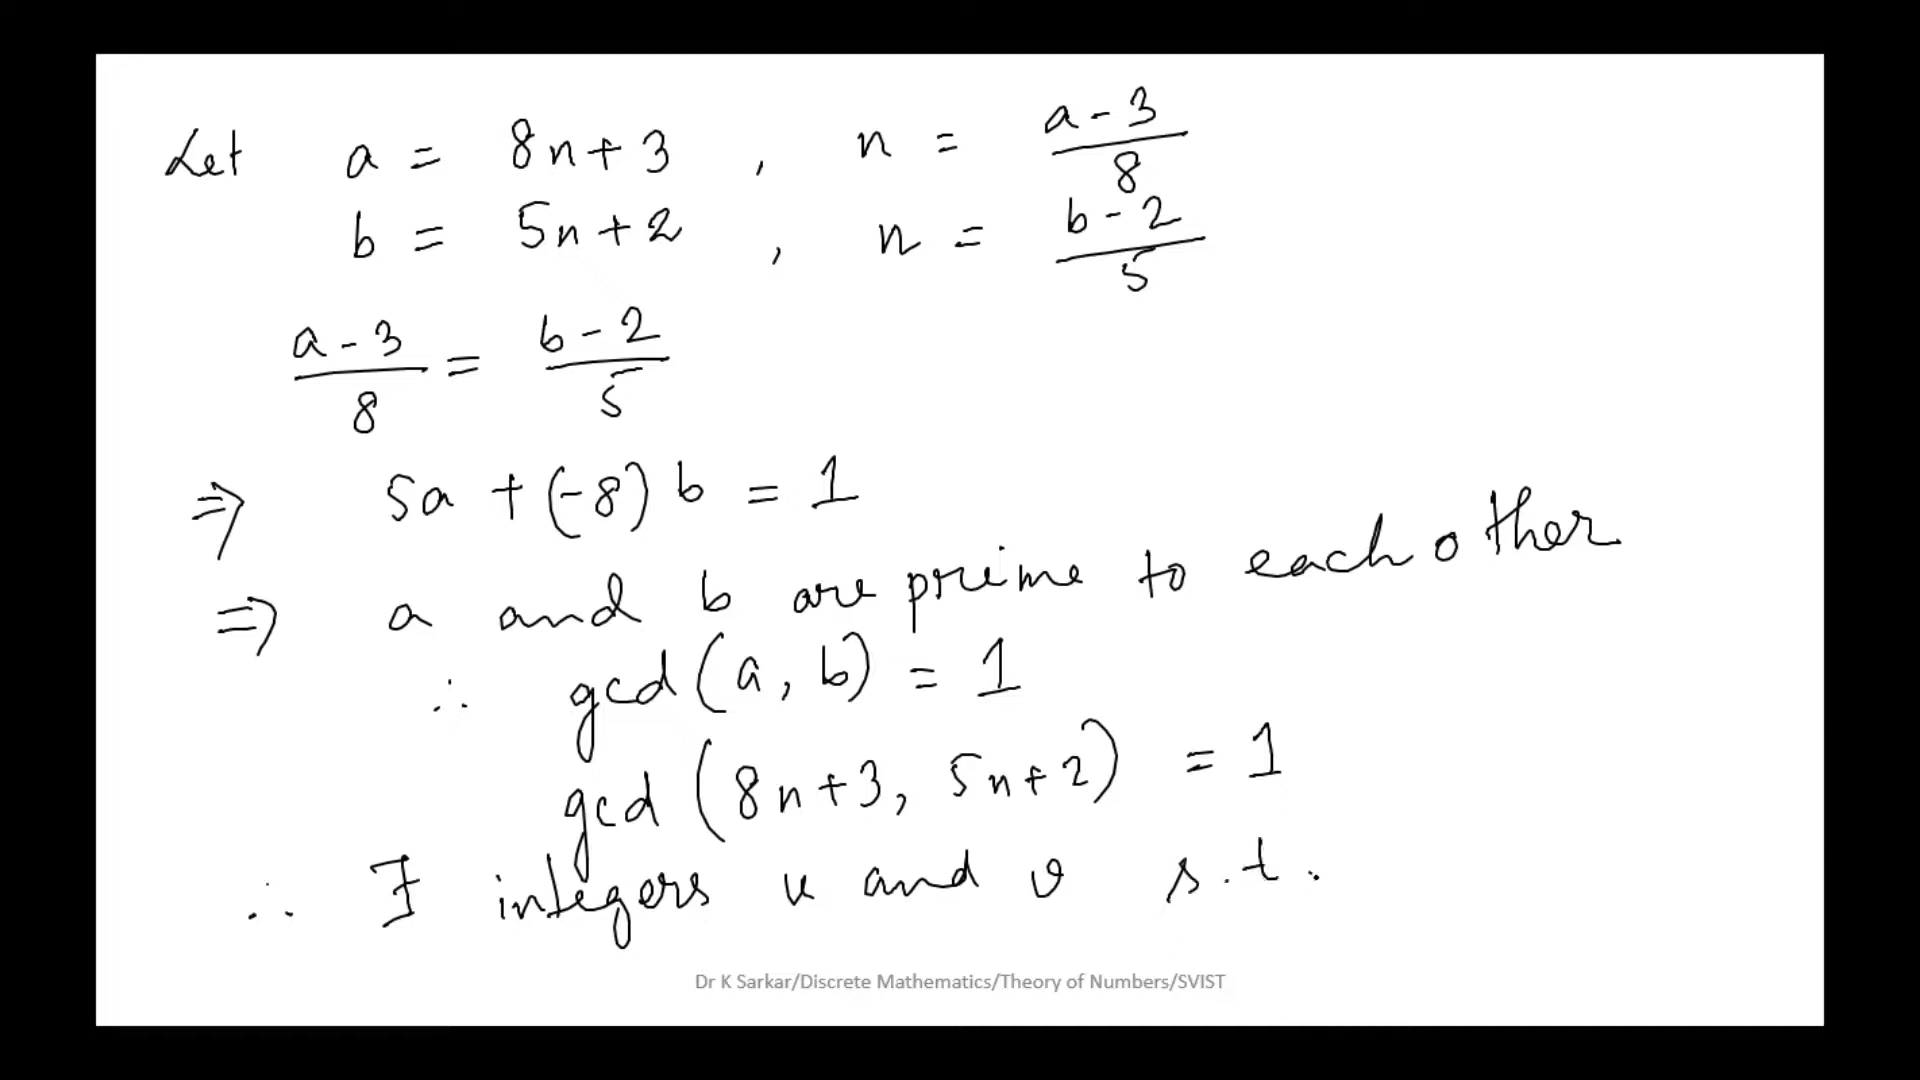 Let a = 8n+3 , n = (a-3)/8
b = 5n+2 , n = (b-2)/5
(a-3)/8 = (b-2)/5
⇒ 5a + (-8) b = 1
⇒ a and b are prime to each other
∴ gcd(a, b) = 1
gcd (8n+3, 5n+2) = 1
∴ ∃ integers u and v s.t.
Dr K Sarkar/Discrete Mathematics/Theory of Numbers/SVIST